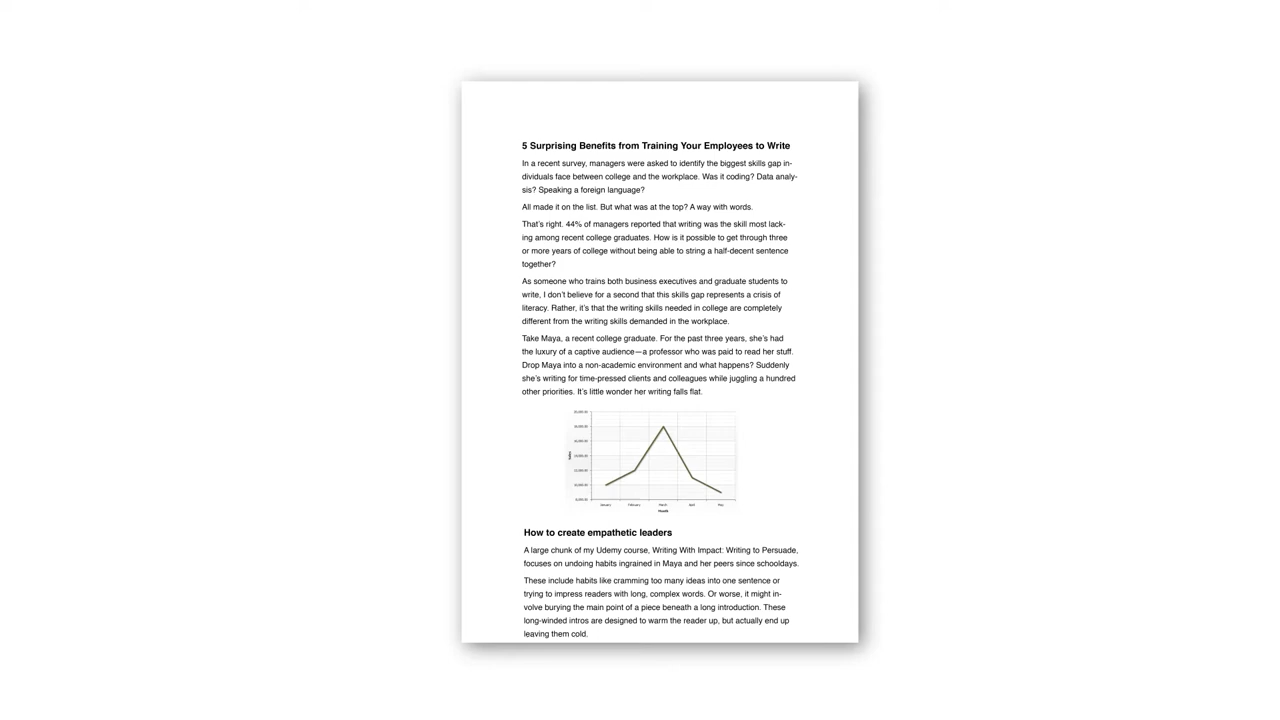 5 Surprising Benefits from Training Your Employees to Write
In a recent survey, managers were asked to identify the biggest skills gap in-
dividuals face between college and the workplace. Was it coding? Data analy-
sis? Speaking a foreign language?
All made it on the list. But what was at the top? A way with words.
That's right. 44% of managers reported that writing was the skill most lack-
ing among recent college graduates. How is it possible to get through three
or more years of college without being able to string a half-decent sentence
together?
As someone who trains both business executives and graduate students to
write, I don't believe for a second that this skills gap represents a crisis of
literacy. Rather, it's that the writing skills needed in college are completely
different from the writing skills demanded in the workplace.
Take Maya, a recent college graduate. For the past three years, she's had
the luxury of a captive audience—a professor who was paid to read her stuff.
Drop Maya into a non-academic environment and what happens? Suddenly
she's writing for time-pressed clients and colleagues while juggling a hundred
other priorities. It's little wonder her writing falls flat.
Sales
January February March April May
Month
How to create empathetic leaders
A large chunk of my Udemy course, Writing With Impact: Writing to Persuade,
focuses on undoing habits ingrained in Maya and her peers since schooldays.
These include habits like cramming too many ideas into one sentence or
trying to impress readers with long, complex words. Or worse, it might in-
volve burying the main point of a piece beneath a long introduction. These
long-winded intros are designed to warm the reader up, but actually end up
leaving them cold.